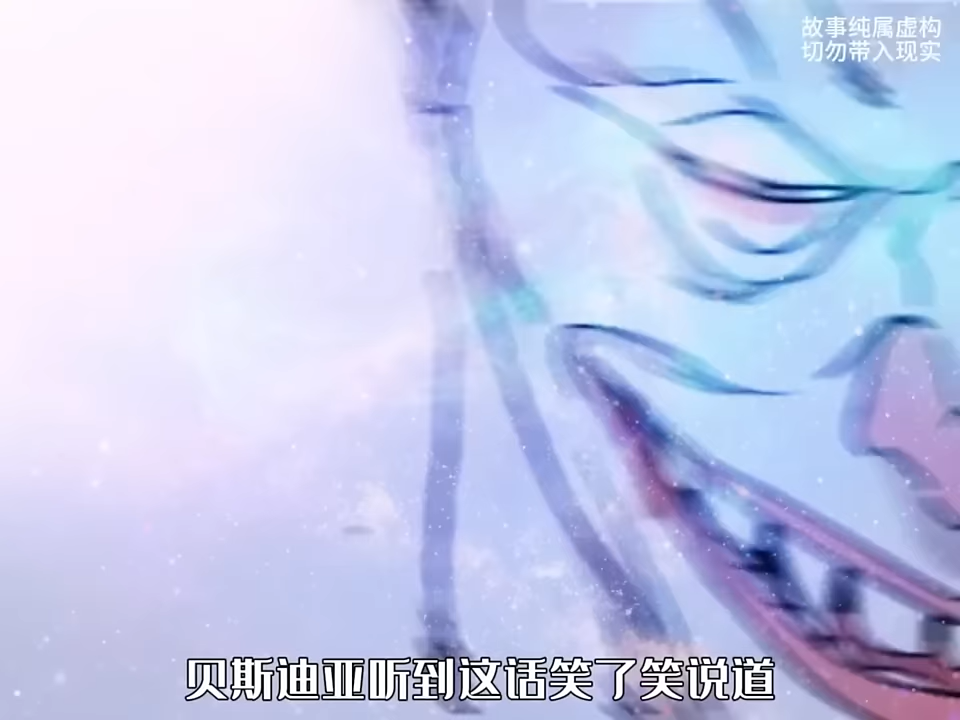 故事纯属虚构
切勿带入现实
贝斯迪亚听到这话笑了笑说道